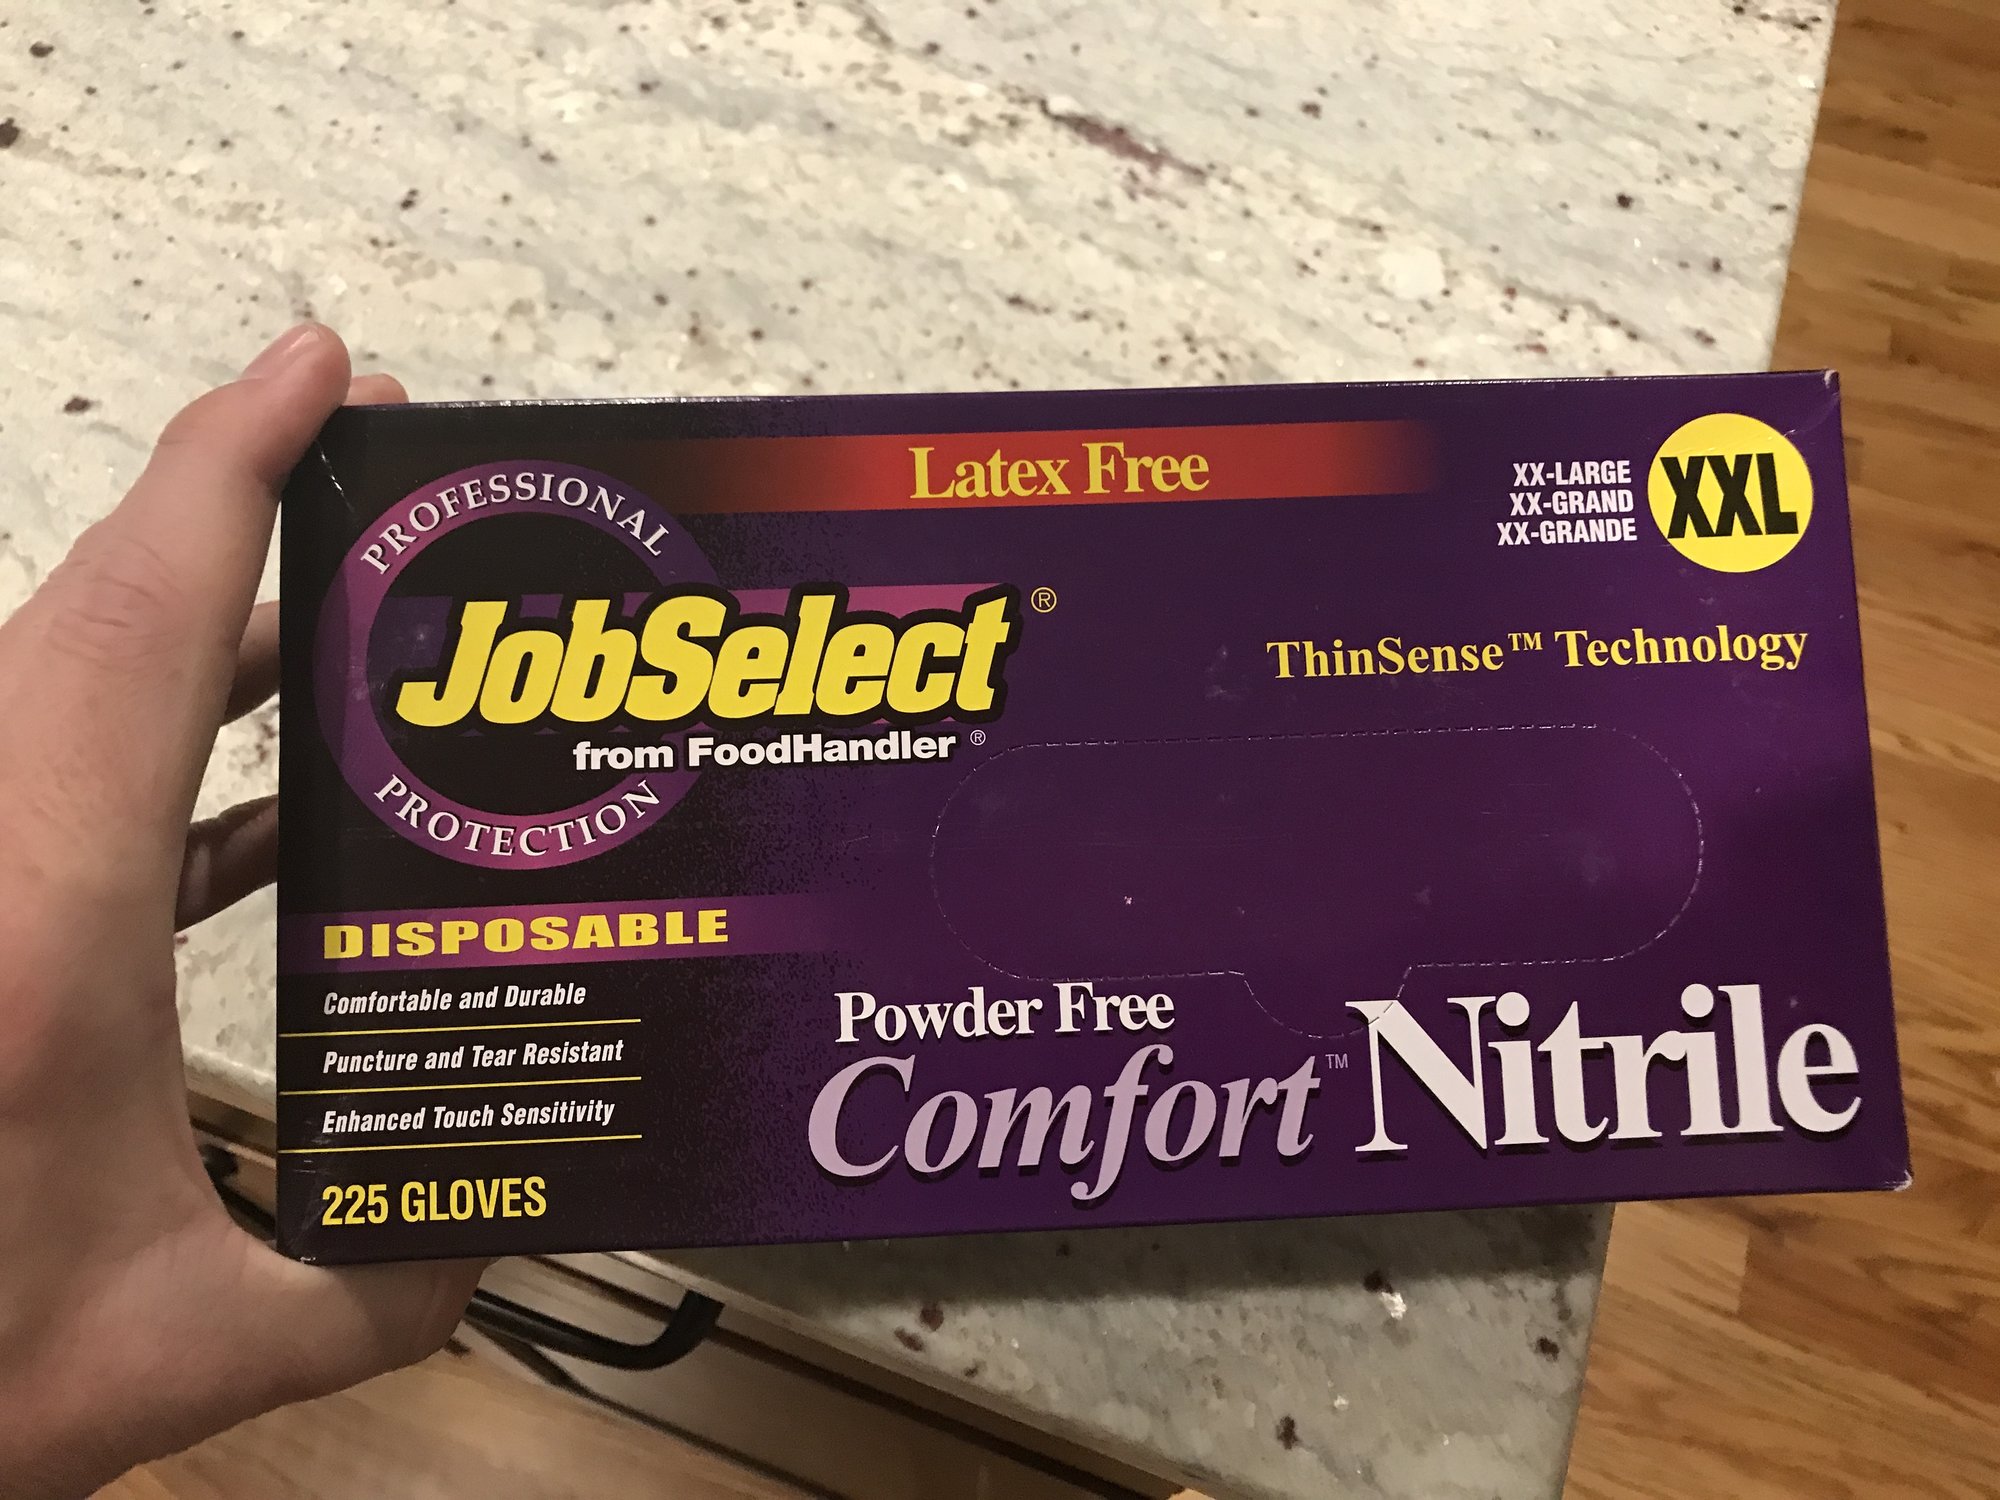 Latex Free
XX-LARGE
XX-GRAND
XX-GRANDE
XXL
PROFESSIONAL
JobSelect®
from FoodHandler®
PROTECTION
ThinSense™ Technology
DISPOSABLE
Comfortable and Durable
Puncture and Tear Resistant
Enhanced Touch Sensitivity
225 GLOVES
Powder Free
Comfort™ Nitrile